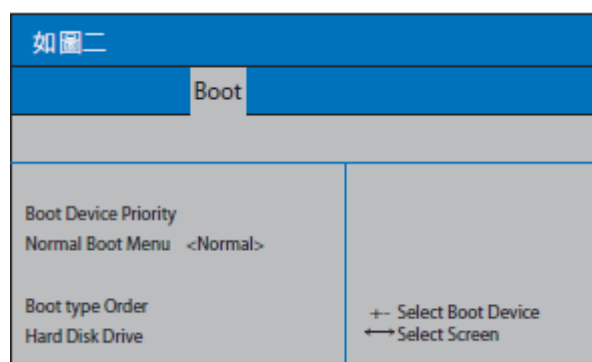 如圖二
Boot
Boot Device Priority
Normal Boot Menu <Normal>
Boot type Order
Hard Disk Drive
+- Select Boot Device
←→ Select Screen